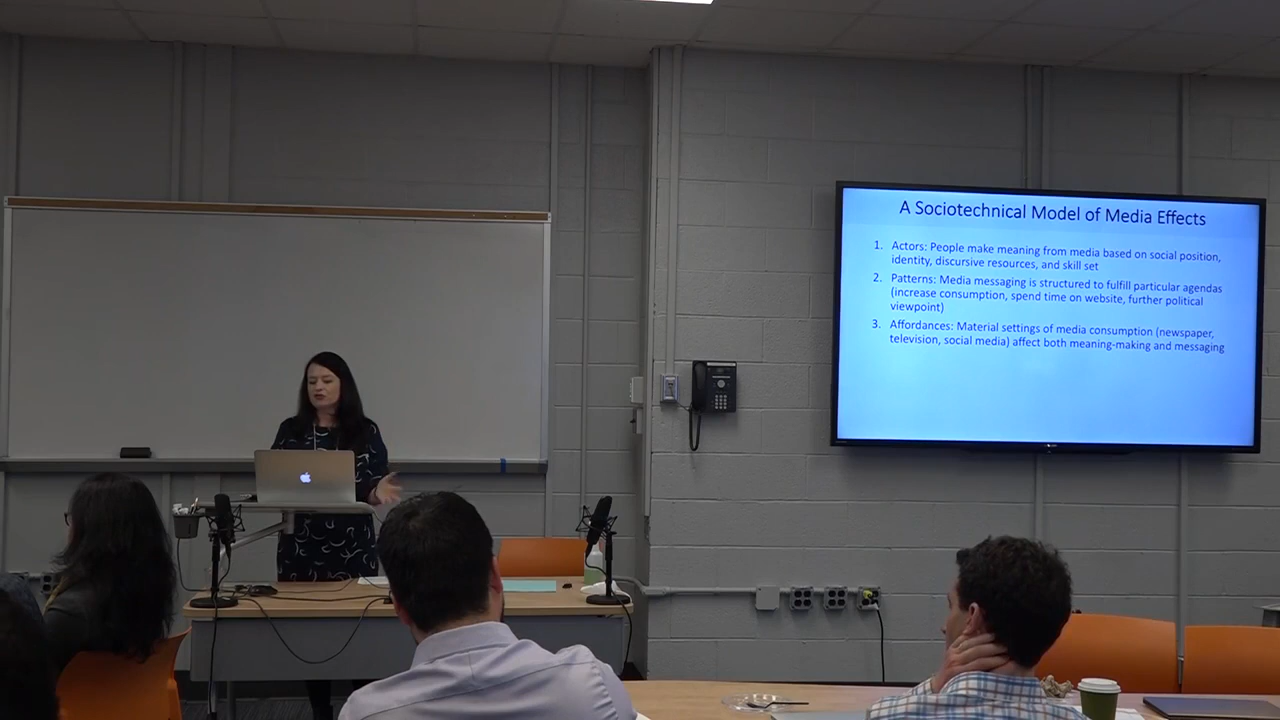 A Sociotechnical Model of Media Effects
1. Actors: People make meaning from media based on social position,
identity, discursive resources, and skill set
2. Patterns: Media messaging is structured to fulfill particular agendas
(increase consumption, spend time on website, further political
viewpoint)
3. Affordances: Material settings of media consumption (newspaper,
television, social media) affect both meaning-making and messaging